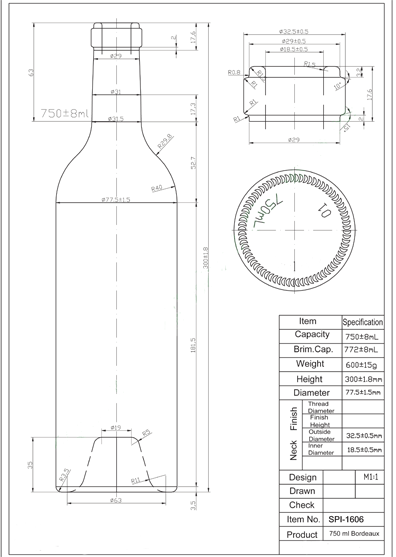 ø32.5±0.5
ø29±0.5
ø18.5±0.5
R1.5
R0.8
R1
R1
10°
17.6
2
ø29
17.6
2
ø29
63
ø31
17.3
750±8ml
ø31.5
R29.8
52.7
R40
ø77.5±1.5
300±1.8
181.5
ø19
R5
35
R3.5
R11
ø63
3.5
750mL
01
Item Specification
Capacity 750±8mL
Brim.Cap. 772±8mL
Weight 600±15g
Height 300±1.8mm
Diameter 77.5±1.5mm
Neck Finish
Thread Diameter
Finish Height
Outside Diameter 32.5±0.5mm
Inner Diameter 18.5±0.5mm
Design M1:1
Drawn
Check
Item No. SPI-1606
Product 750 ml Bordeaux